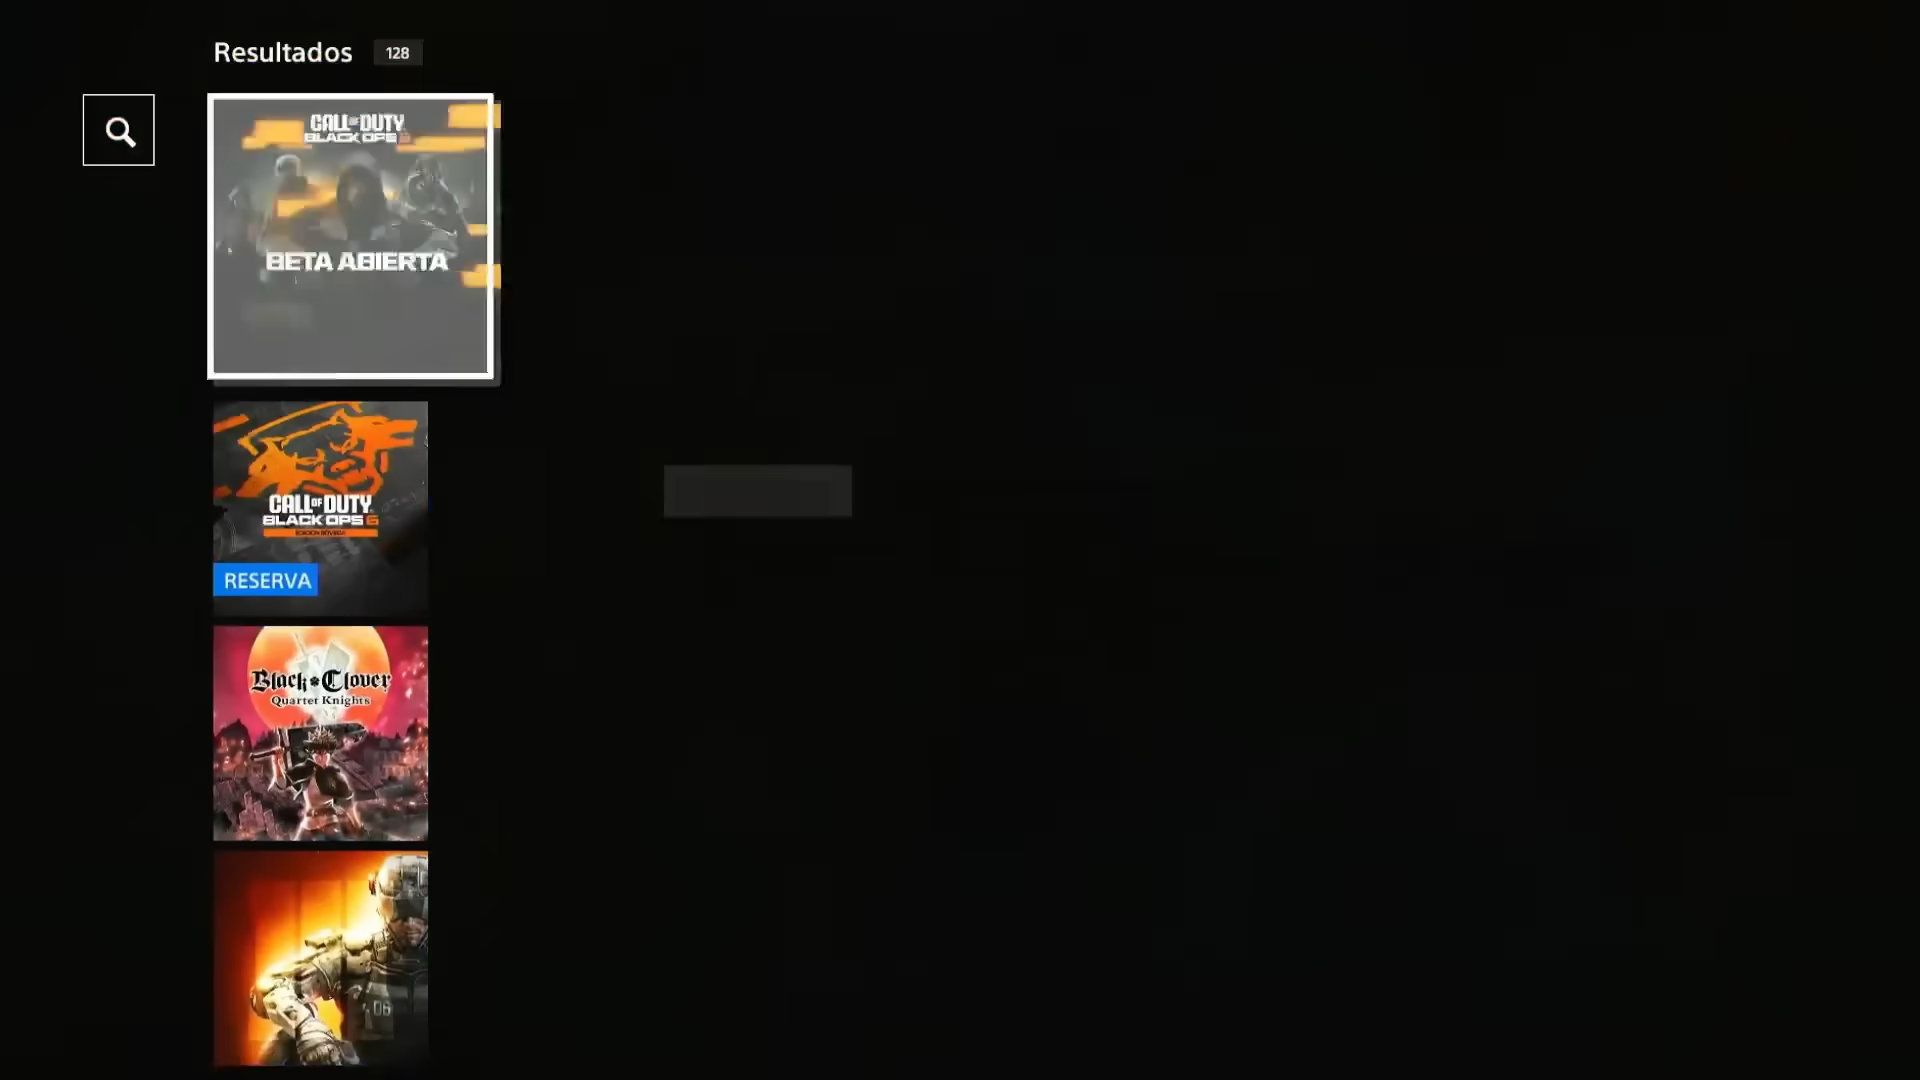 Resultados 128
CALL OF DUTY
BLACK OPS 6
BETA ABIERTA
CALL OF DUTY
BLACK OPS 6
RESERVA
Black Clover
Quartet Knights
06